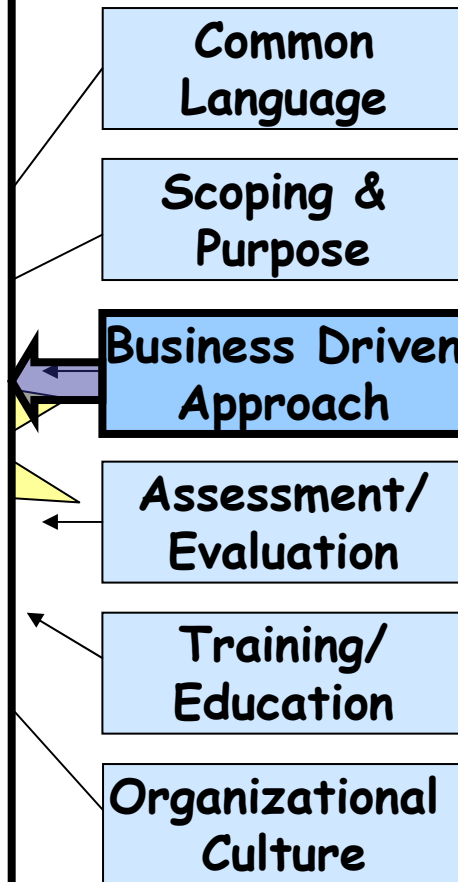 Common
Language
Scoping &
Purpose
Business Driven
Approach
Assessment/
Evaluation
Training/
Education
Organizational
Culture